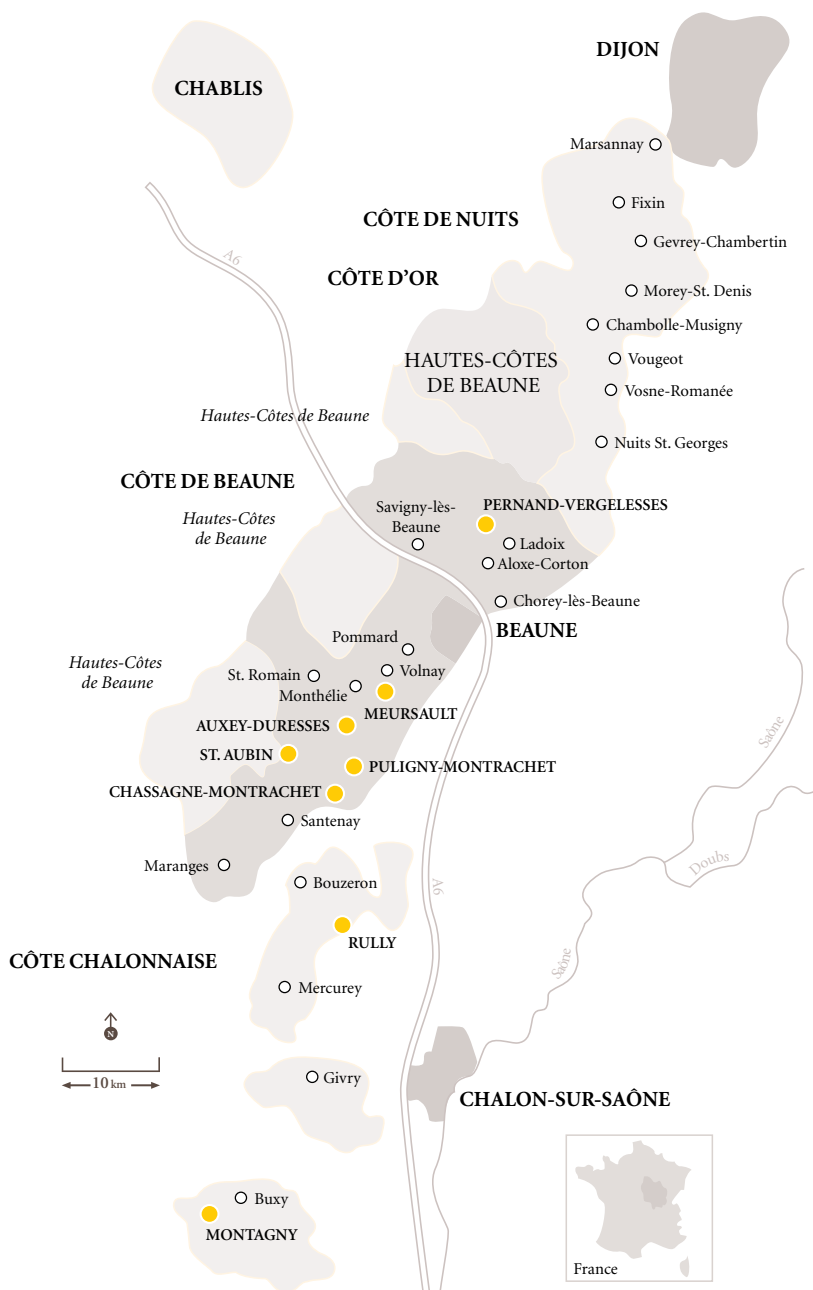 DIJON
CHABLIS
Marsannay
Fixin
CÔTE DE NUITS
Gevrey-Chambertin
A6
CÔTE D’OR
Morey-St. Denis
Chambolle-Musigny
HAUTES-CÔTES
DE BEAUNE
Vougeot
Vosne-Romanée
Hautes-Côtes de Beaune
Nuits St. Georges
CÔTE DE BEAUNE
PERNAND-VERGELESSES
Savigny-lès-
Beaune
Hautes-Côtes
de Beaune
Ladoix
Aloxe-Corton
Chorey-lès-Beaune
BEAUNE
Pommard
Hautes-Côtes
de Beaune
St. Romain
Volnay
Monthélie
MEURSAULT
AUXEY-DURESSES
Saône
ST. AUBIN
PULIGNY-MONTRACHET
CHASSAGNE-MONTRACHET
Santenay
Maranges
Doubs
Bouzeron
A6
RULLY
CÔTE CHALONNAISE
Saône
Mercurey
N
10 km
Givry
CHALON-SUR-SAÔNE
Buxy
MONTAGNY
France